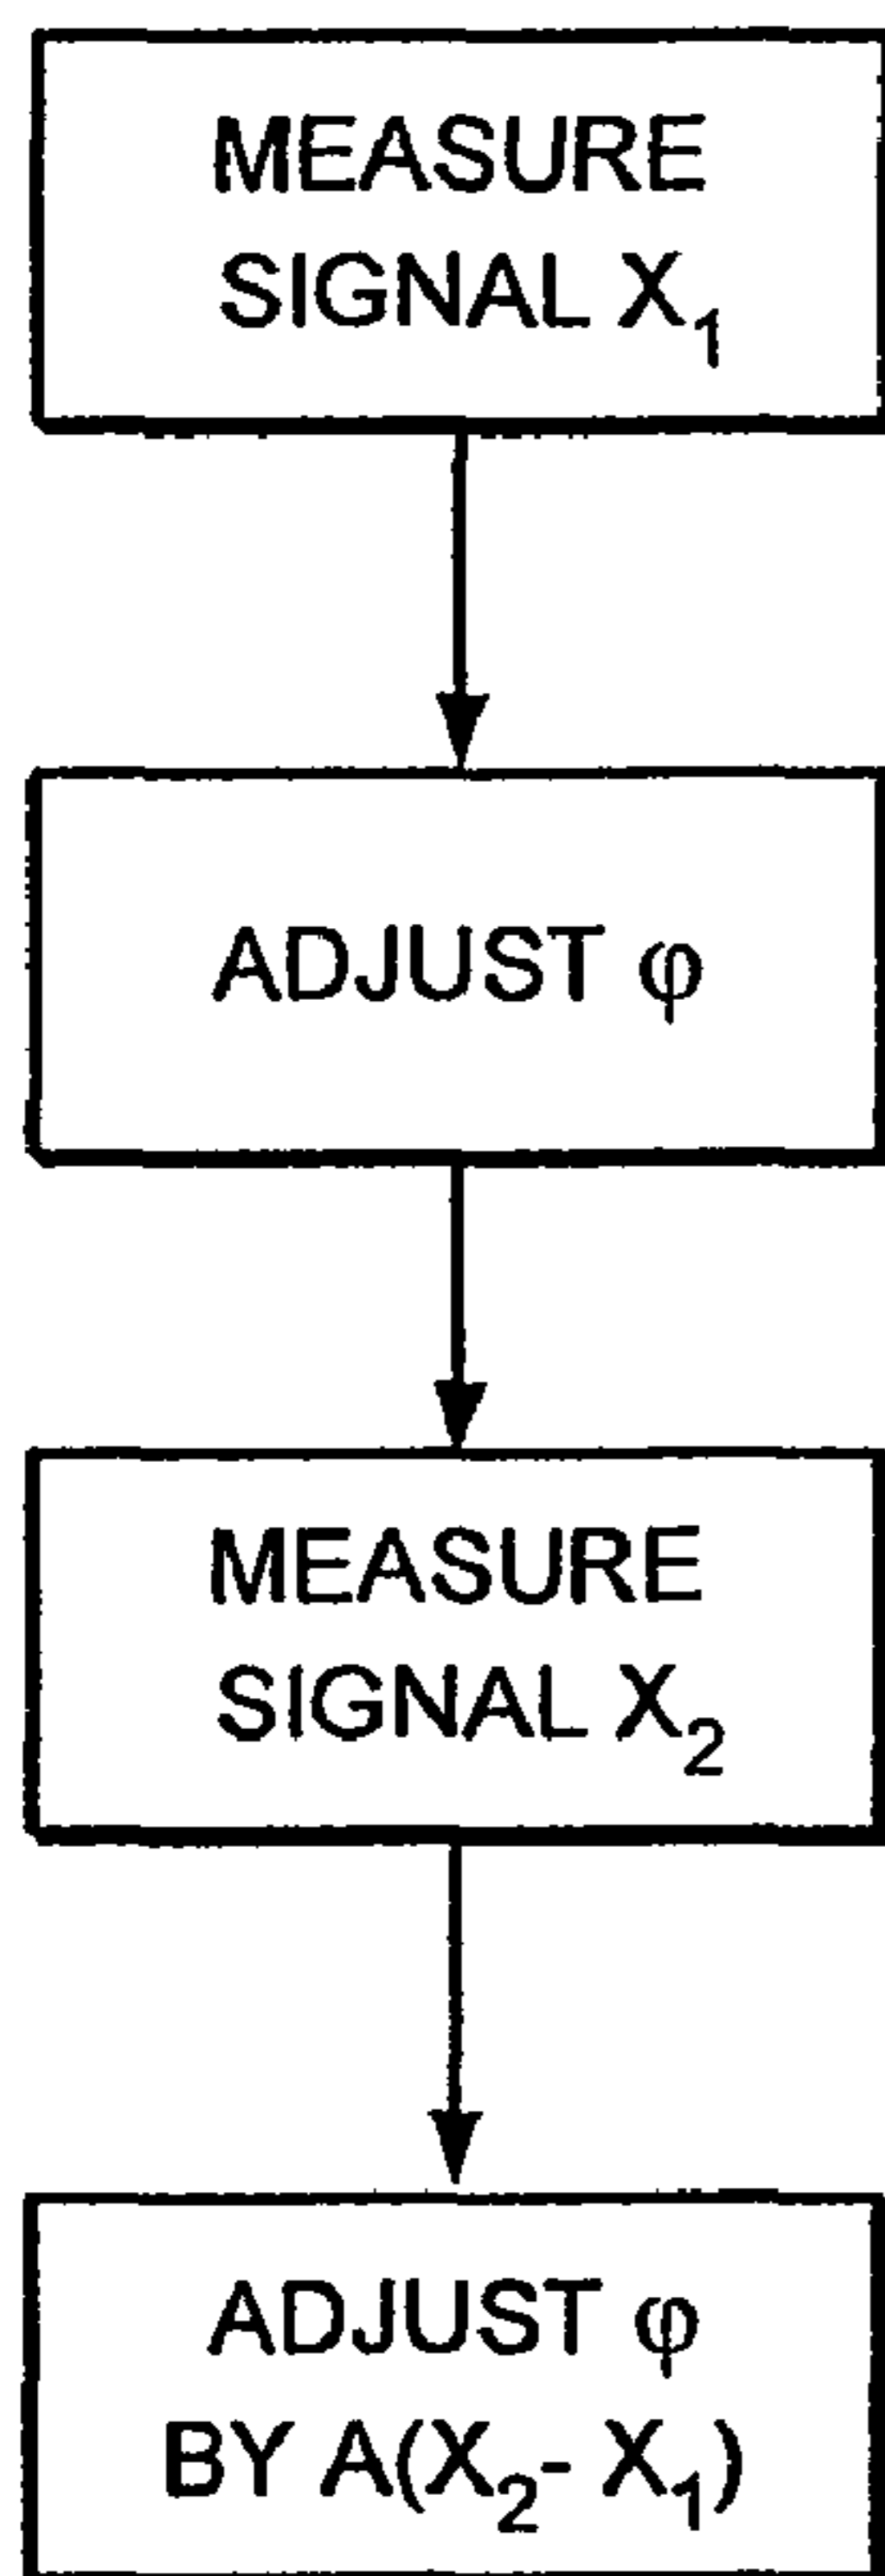 MEASURE
SIGNAL X₁
ADJUST φ
MEASURE
SIGNAL X₂
ADJUST φ
BY A(X₂- X₁)